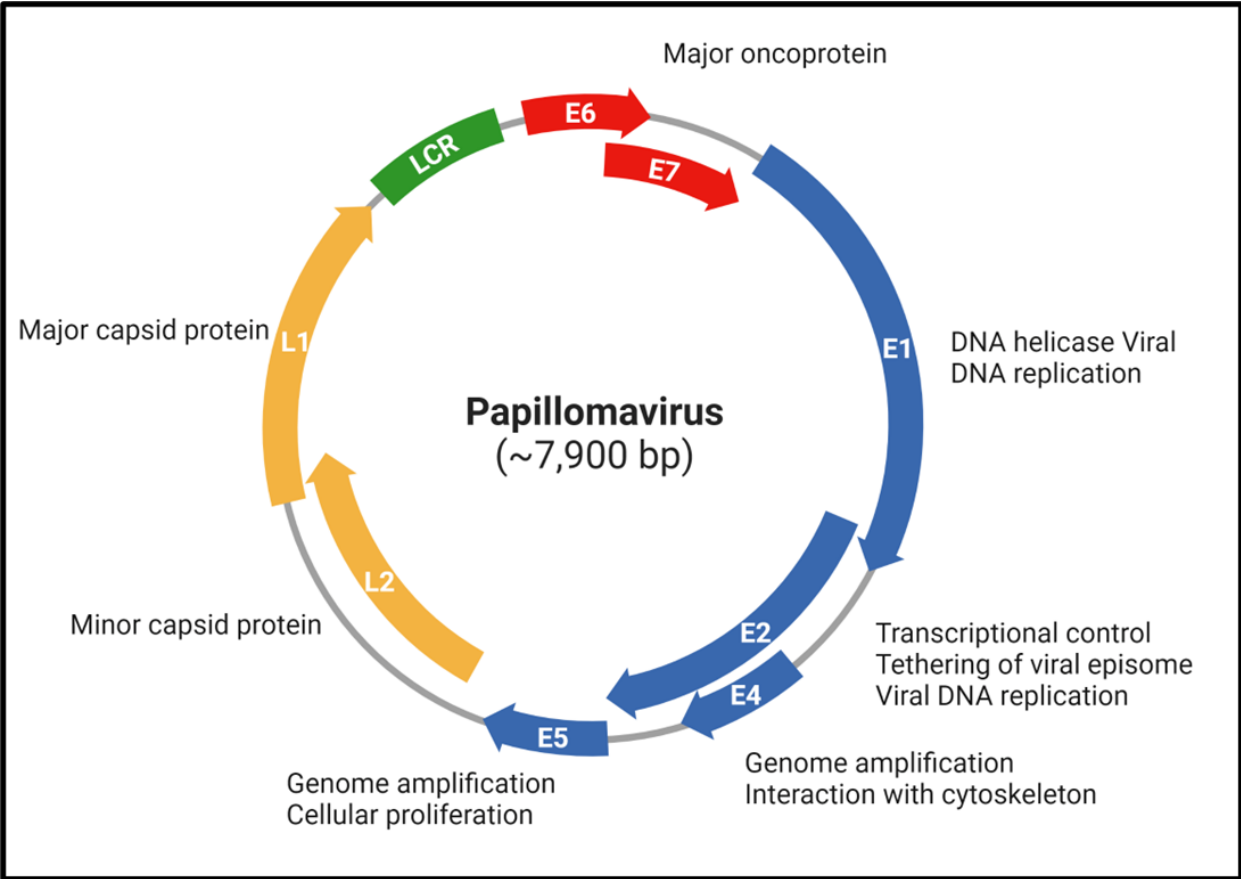 Major oncoprotein
E6
LCR
E7
Major capsid protein
L1
E1
DNA helicase Viral
DNA replication
Papillomavirus
(~7,900 bp)
L2
Minor capsid protein
E2
Transcriptional control
Tethering of viral episome
Viral DNA replication
E4
E5
Genome amplification
Interaction with cytoskeleton
Genome amplification
Cellular proliferation